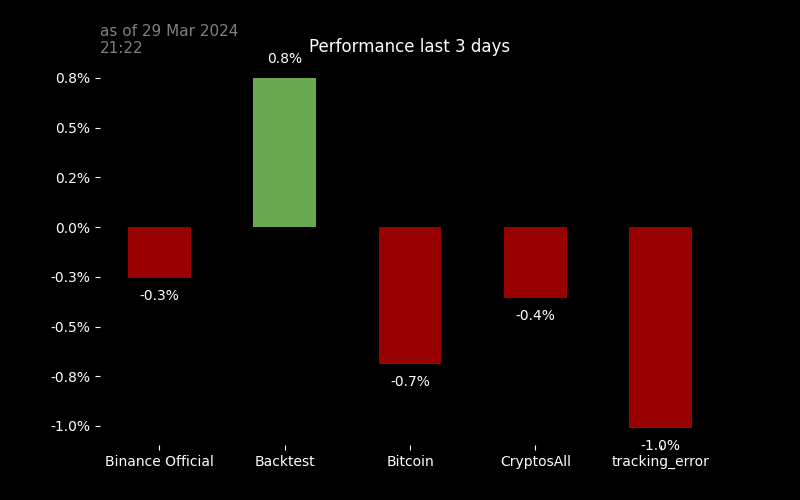 as of 29 Mar 2024
21:22
Performance last 3 days
0.8%
0.8%
0.5%
0.2%
0.0%
-0.3%
-0.5%
-0.8%
-1.0%
-0.3%
-0.7%
-0.4%
-1.0%
Binance Official
Backtest
Bitcoin
CryptosAll
tracking_error